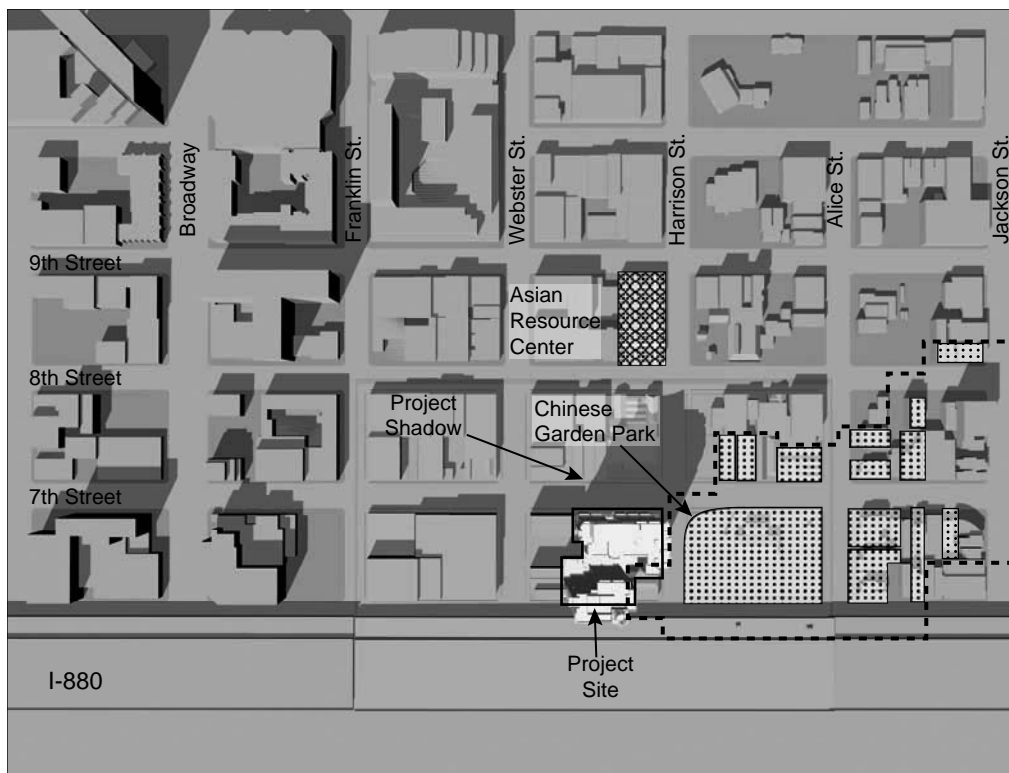 Broadway
Franklin St.
Webster St.
Harrison St.
Alice St.
Jackson St.
9th Street
Asian
Resource
Center
8th Street
Project
Shadow
Chinese
Garden Park
7th Street
I-880
Project
Site